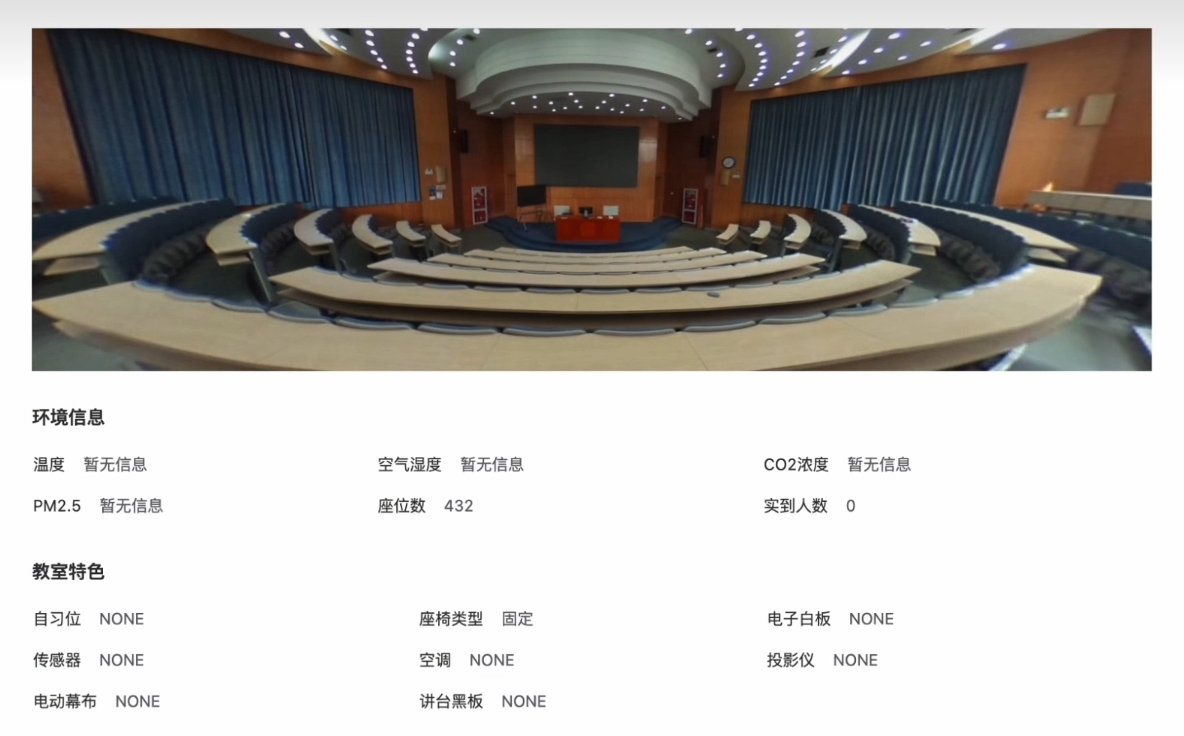 环境信息
温度 暂无信息 空气湿度 暂无信息 CO2浓度 暂无信息
PM2.5 暂无信息 座位数 432 实到人数 0
教室特色
自习位 NONE 座椅类型 固定 电子白板 NONE
传感器 NONE 空调 NONE 投影仪 NONE
电动幕布 NONE 讲台黑板 NONE